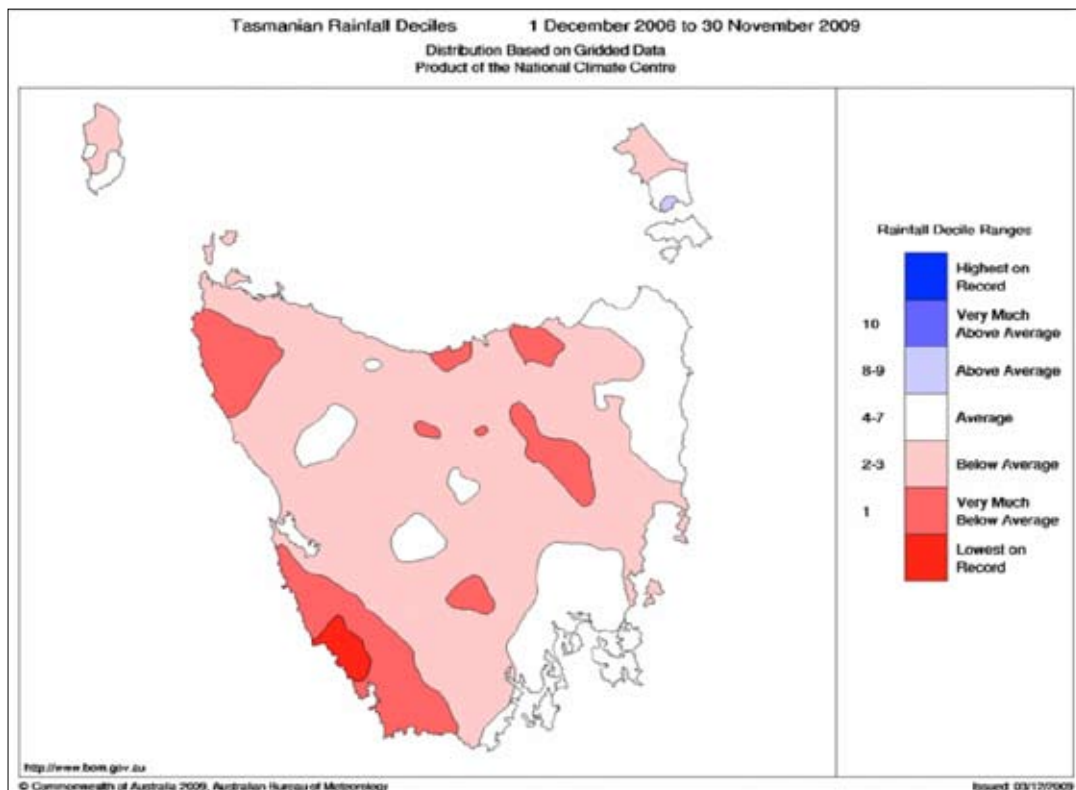 Tasmanian Rainfall Deciles 1 December 2006 to 30 November 2009
Distribution Based on Gridded Data
Product of the National Climate Centre
Rainfall Decile Ranges
Highest on
Record
10 Very Much
Above Average
8-9 Above Average
4-7 Average
2-3 Below Average
1 Very Much
Below Average
Lowest on
Record
http://www.bom.gov.au
© Commonwealth of Australia 2009, Australian Bureau of Meteorology Issued: 03/12/2009